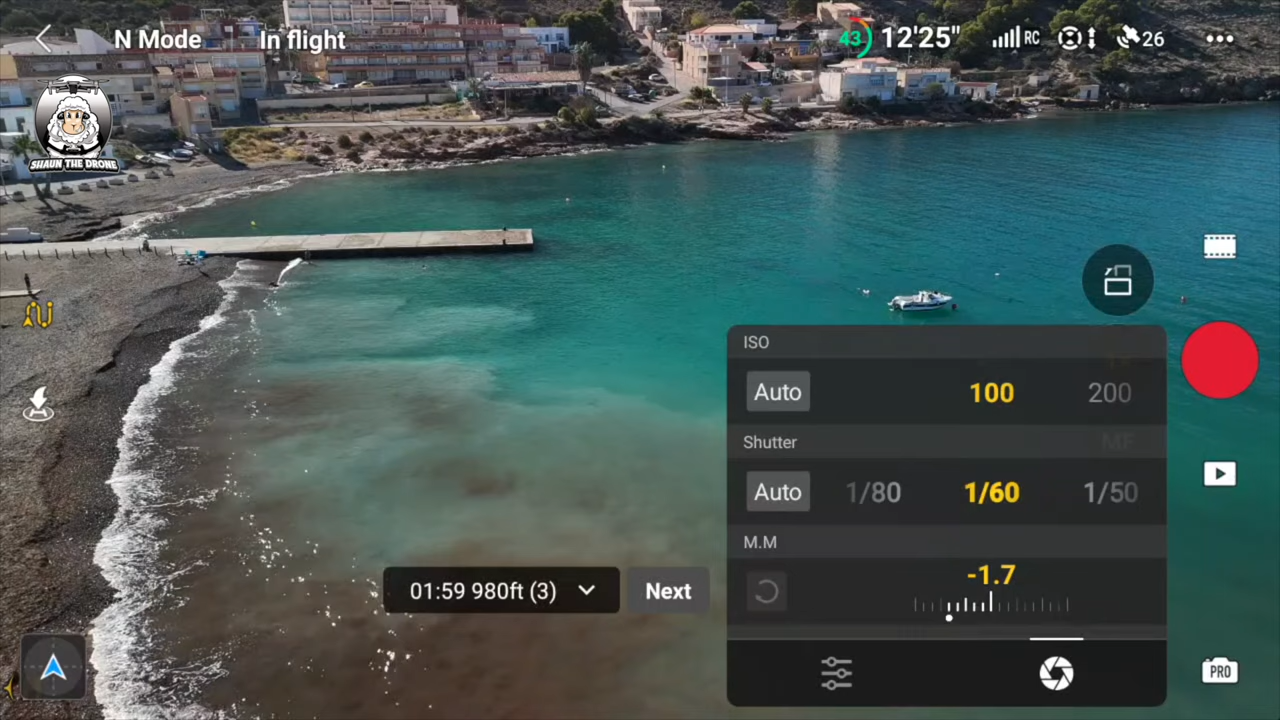 N Mode
In flight
43
12'25"
RC
26
SHAUN THE DRONE
ISO
Auto
100
200
Shutter
MF
Auto
1/80
1/60
1/50
M.M
-1.7
01:59 980ft (3)
Next
PRO